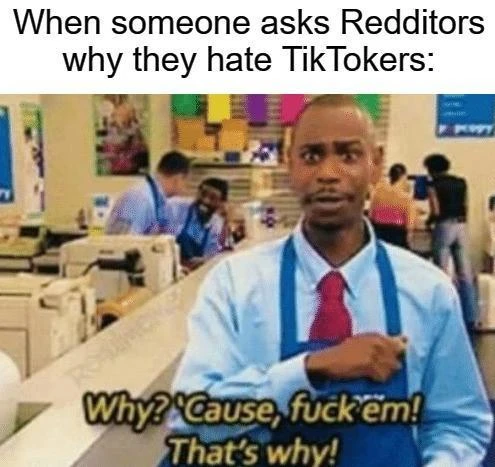 When someone asks Redditors
why they hate TikTokers:
Why? 'Cause, fuck em!
That's why!